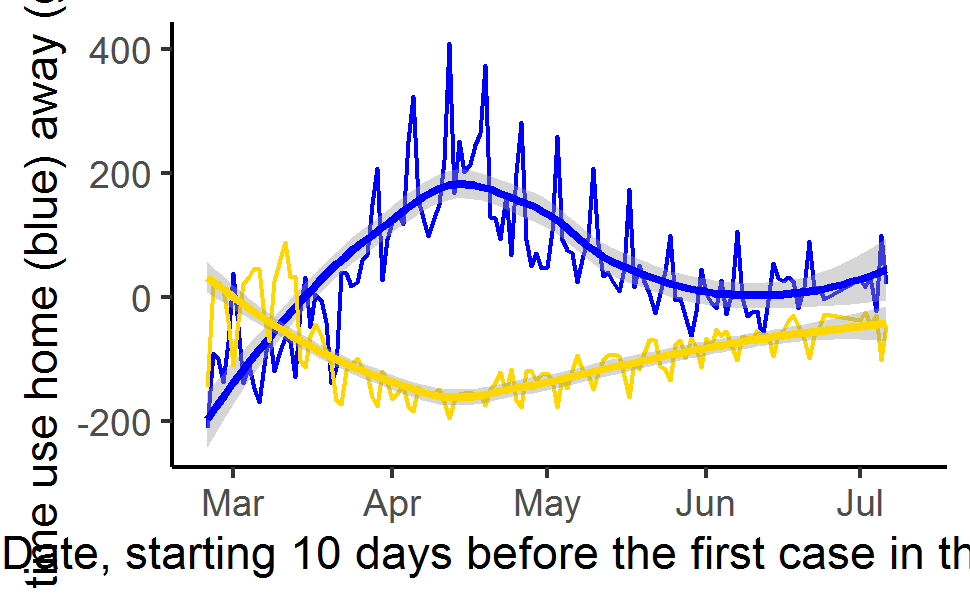 time use home (blue) away (
400
200
0
-200
Mar Apr May Jun Jul
Date, starting 10 days before the first case in th